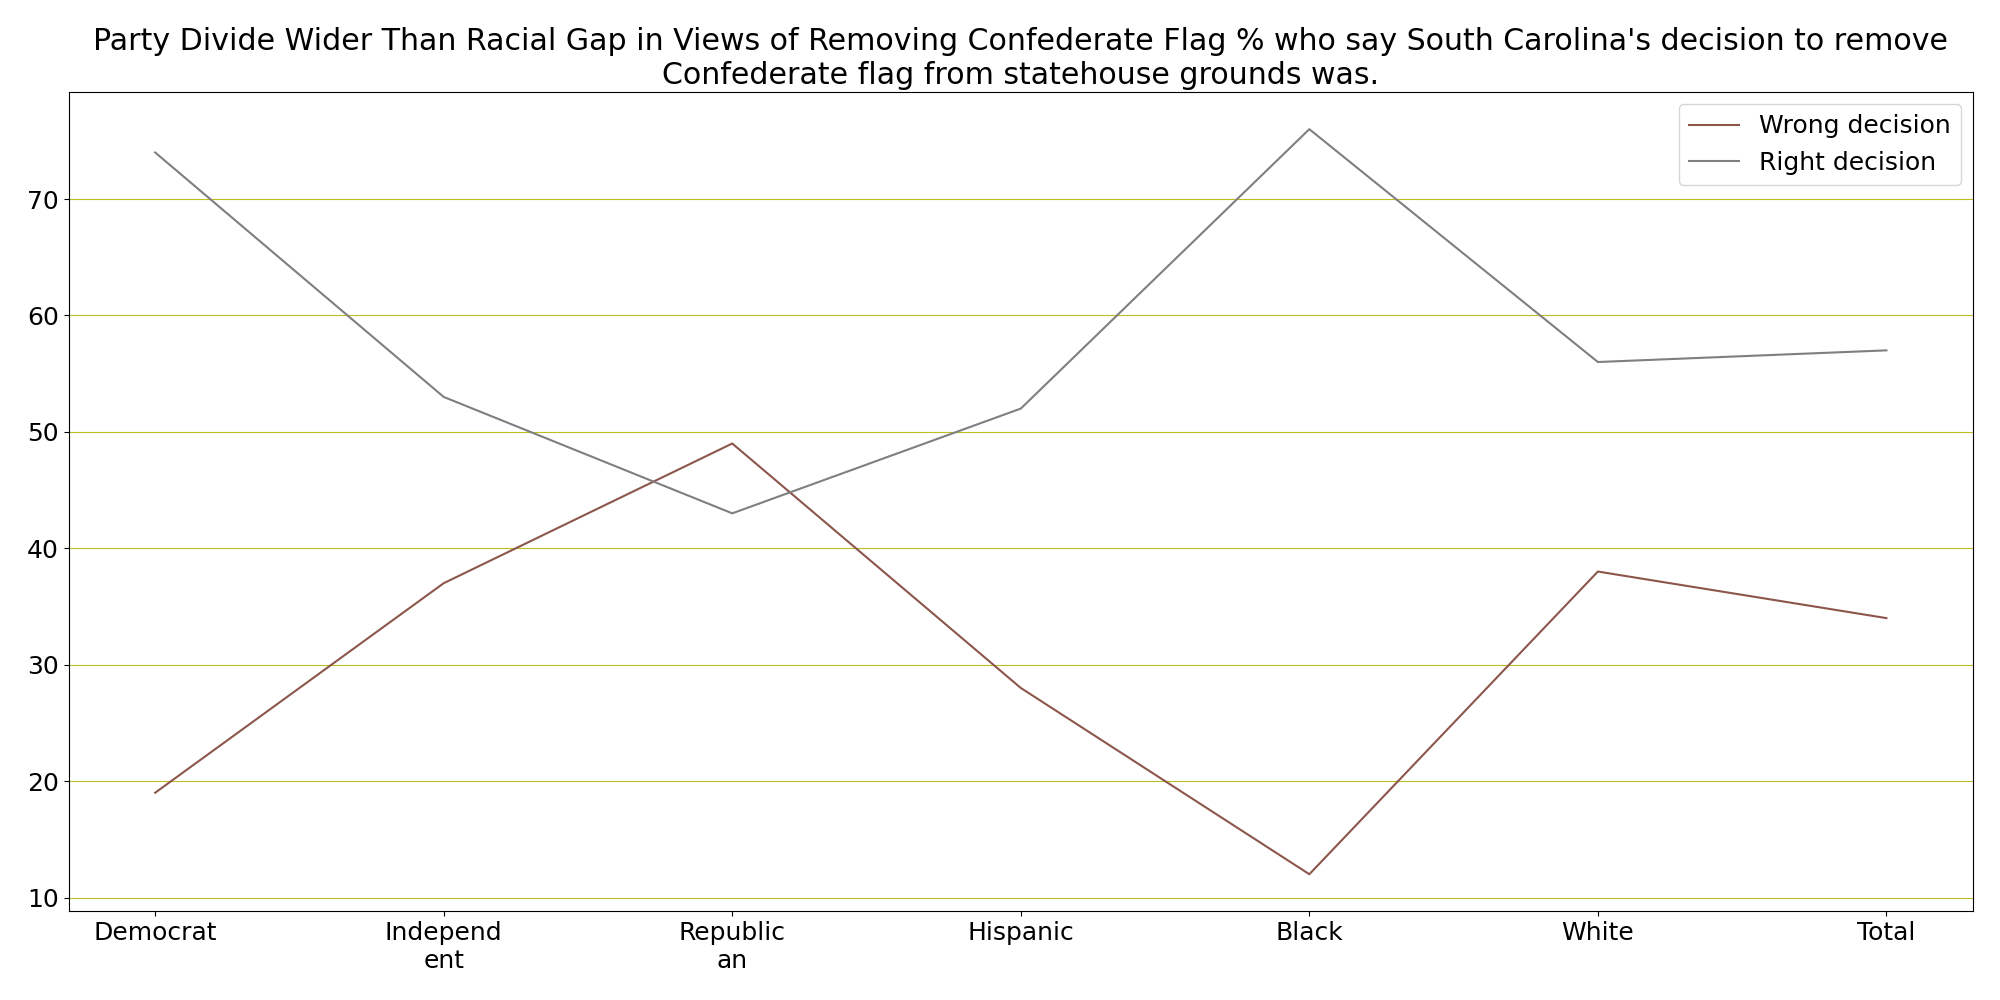 Party Divide Wider Than Racial Gap in Views of Removing Confederate Flag % who say South Carolina's decision to remove
Confederate flag from statehouse grounds was.
Wrong decision
Right decision
70
60
50
40
30
20
10
Democrat
Independ
ent
Republic
an
Hispanic
Black
White
Total